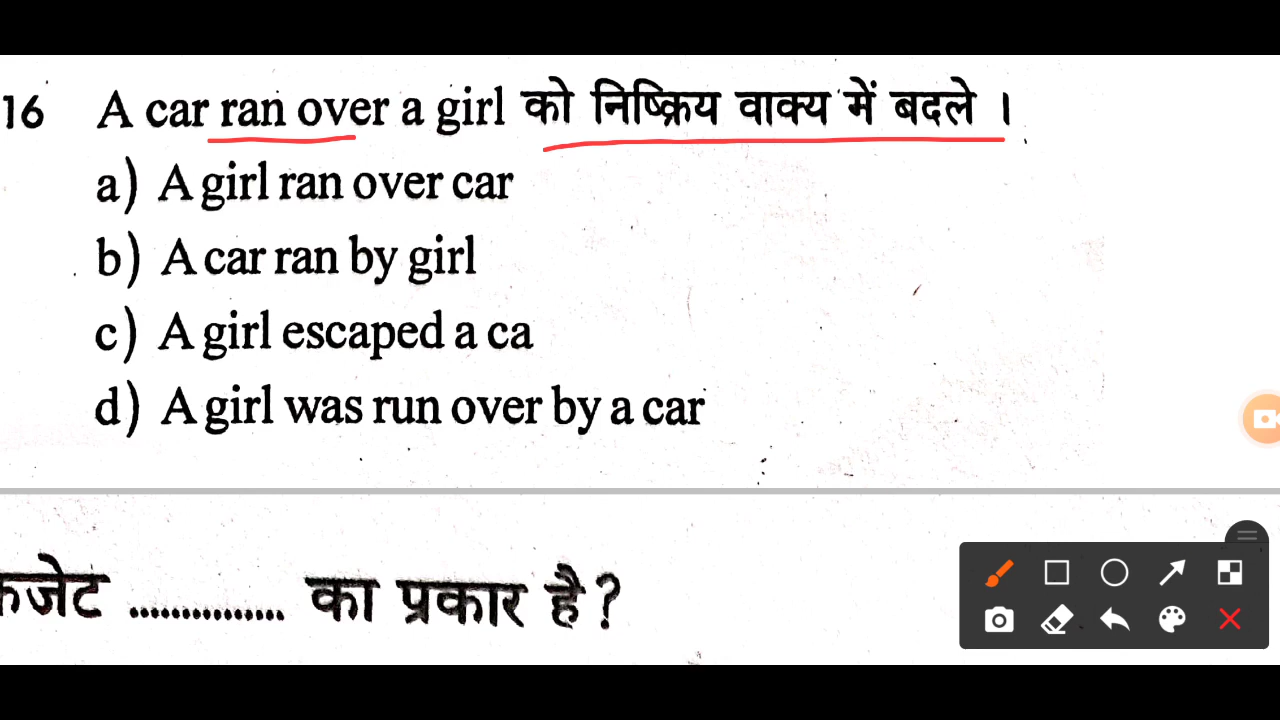 16 A car ran over a girl को निष्क्रिय वाक्य में बदले ।
a) A girl ran over car
b) A car ran by girl
c) A girl escaped a ca
d) A girl was run over by a car
कजेट ............... का प्रकार है?